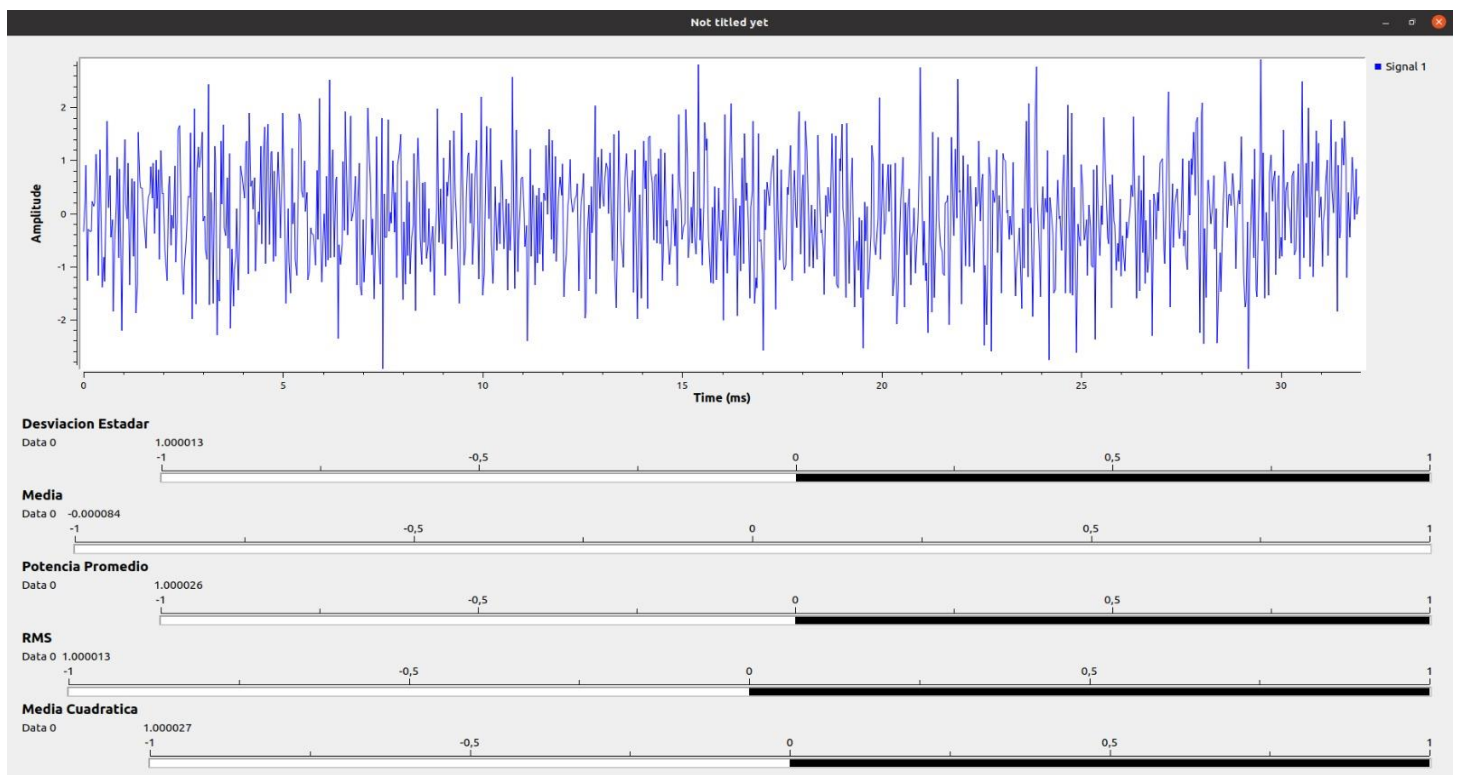 Not titled yet
Signal 1
Amplitude
2
1
0
-1
-2
0 5 10 15 20 25 30
Time (ms)
Desviacion Estadar
Data 0 1.000013
-1 -0,5 0 0,5 1
Media
Data 0 -0.000084
-1 -0,5 0 0,5 1
Potencia Promedio
Data 0 1.000026
-1 -0,5 0 0,5 1
RMS
Data 0 1.000013
-1 -0,5 0 0,5 1
Media Cuadratica
Data 0 1.000027
-1 -0,5 0 0,5 1